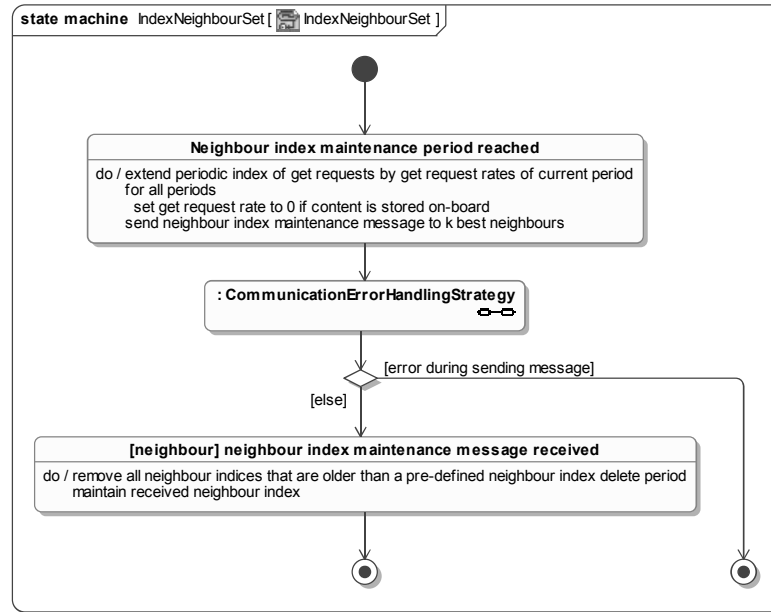 state machine IndexNeighbourSet [ IndexNeighbourSet ]
Neighbour index maintenance period reached
do / extend periodic index of get requests by get request rates of current period
for all periods
set get request rate to 0 if content is stored on-board
send neighbour index maintenance message to k best neighbours
: CommunicationErrorHandlingStrategy
[error during sending message]
[else]
[neighbour] neighbour index maintenance message received
do / remove all neighbour indices that are older than a pre-defined neighbour index delete period
maintain received neighbour index